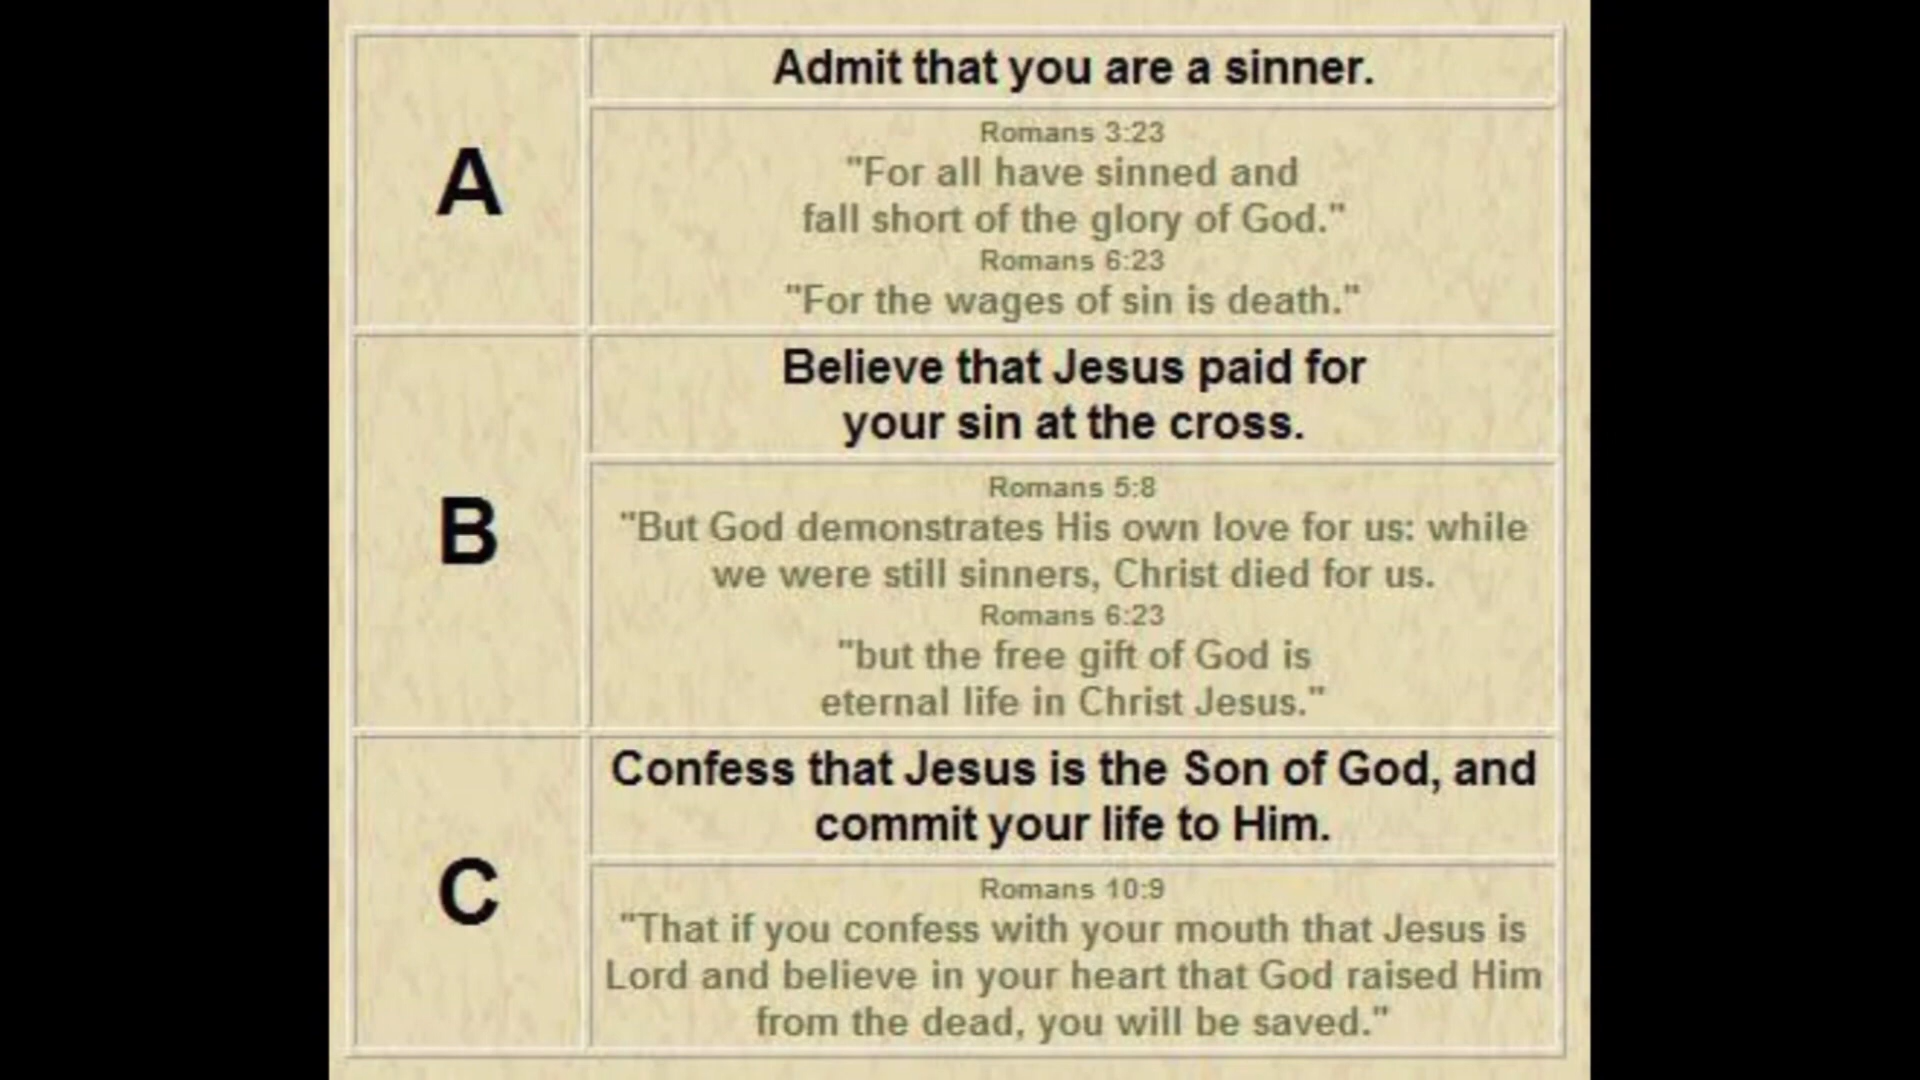 A
Admit that you are a sinner.
Romans 3:23
"For all have sinned and
fall short of the glory of God."
Romans 6:23
"For the wages of sin is death."
B
Believe that Jesus paid for
your sin at the cross.
Romans 5:8
"But God demonstrates His own love for us: while
we were still sinners, Christ died for us.
Romans 6:23
"but the free gift of God is
eternal life in Christ Jesus."
C
Confess that Jesus is the Son of God, and
commit your life to Him.
Romans 10:9
"That if you confess with your mouth that Jesus is
Lord and believe in your heart that God raised Him
from the dead, you will be saved."